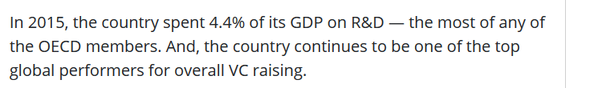 In 2015, the country spent 4.4% of its GDP on R&D — the most of any of
the OECD members. And, the country continues to be one of the top
global performers for overall VC raising.